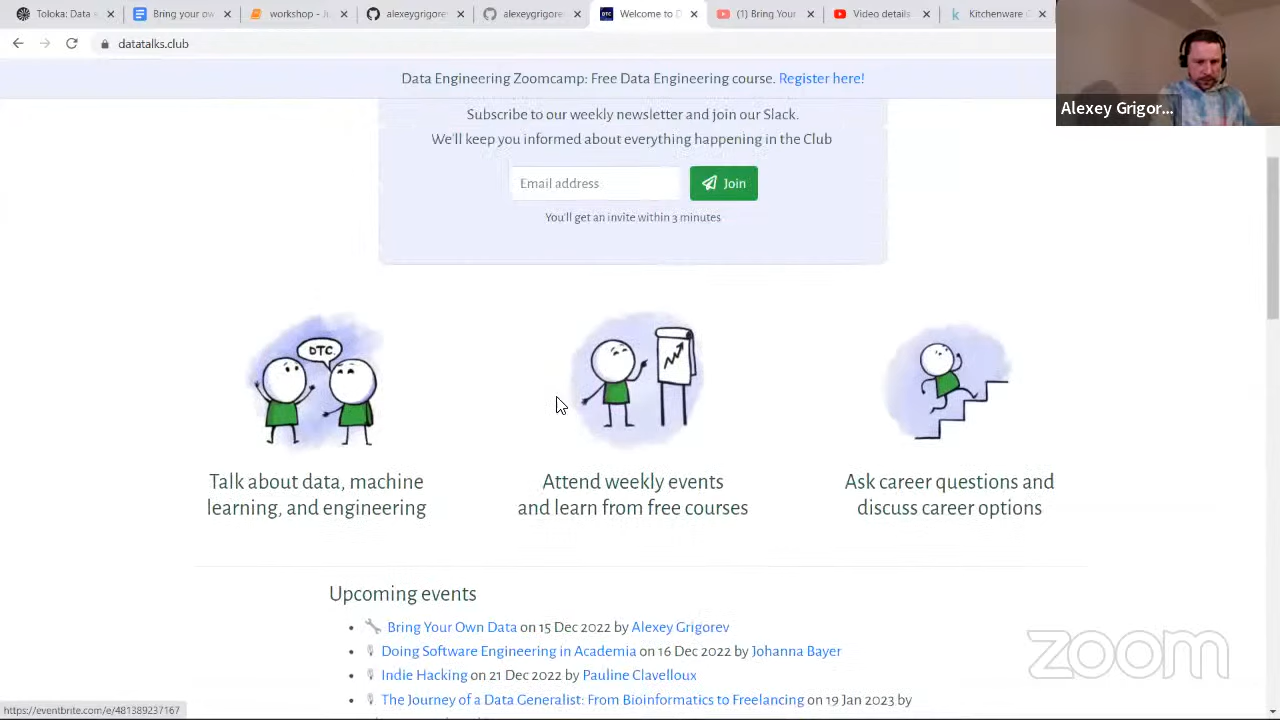 Toloka: Da
Bring your ow
workshop - J
alexeygrigo
alexeygrigore
DTC
Welcome to D
(1) Bring You
Video details
Kitchenware C
datatalks.club
Alexey Grigor...
Data Engineering Zoomcamp: Free Data Engineering course. Register here!
Subscribe to our weekly newsletter and join our Slack.
We'll keep you informed about everything happening in the Club
Email address
Join
You'll get an invite within 3 minutes
DTC
Talk about data, machine
learning, and engineering
Attend weekly events
and learn from free courses
Ask career questions and
discuss career options
Upcoming events
Bring Your Own Data on 15 Dec 2022 by Alexey Grigorev
Doing Software Engineering in Academia on 16 Dec 2022 by Johanna Bayer
Indie Hacking on 21 Dec 2022 by Pauline Clavelloux
The Journey of a Data Generalist: From Bioinformatics to Freelancing on 19 Jan 2023 by
https://eventbrite.com/e/481389237167
zoom